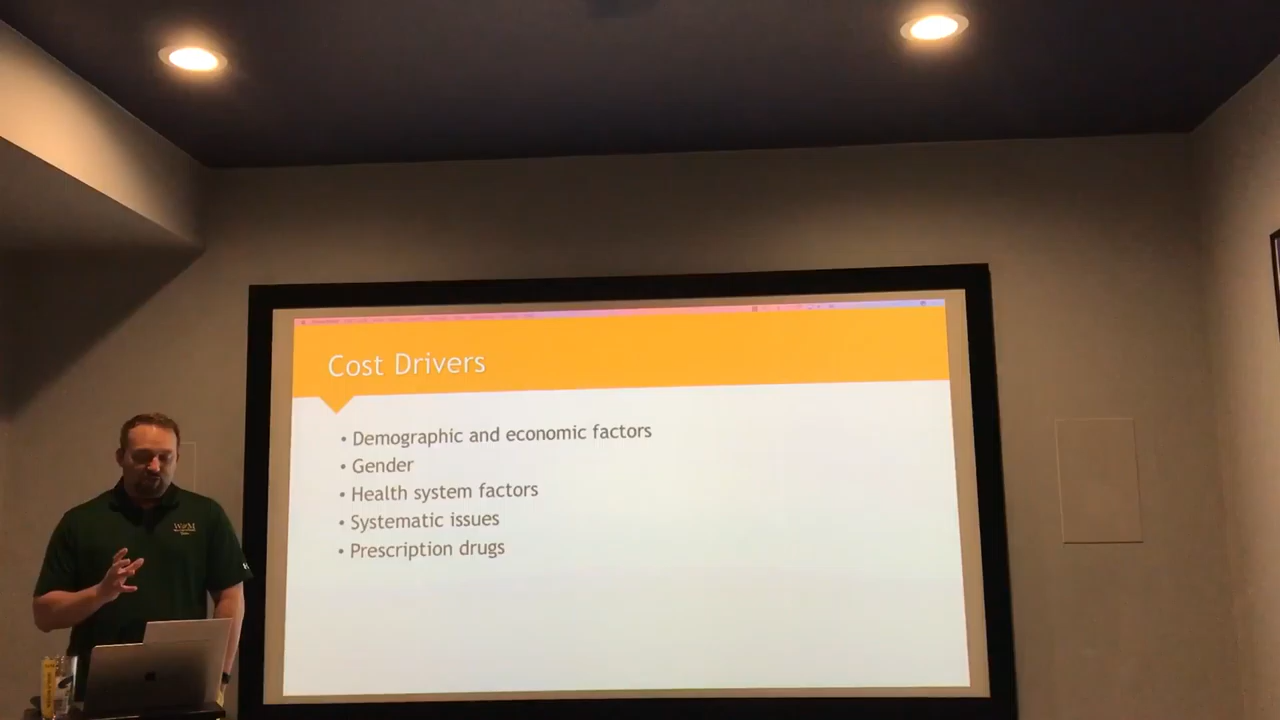 Cost Drivers
• Demographic and economic factors
• Gender
• Health system factors
• Systematic issues
• Prescription drugs
W&M